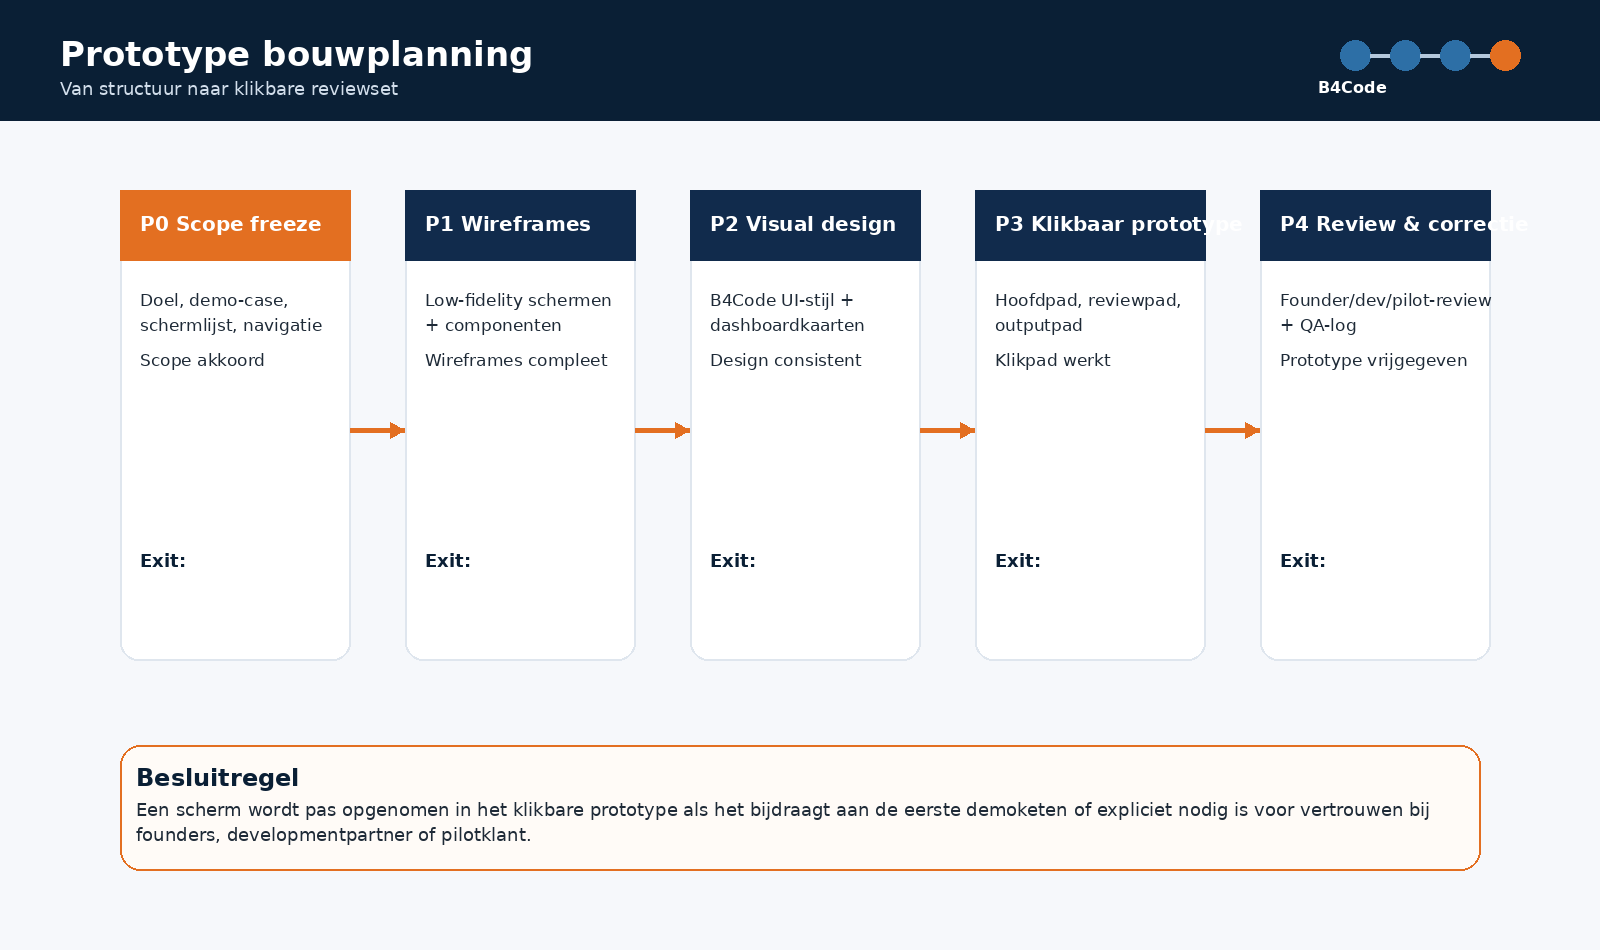 Prototype bouwplanning
Van structuur naar klikbare reviewset
B4Code
P0 Scope freeze
Doel, demo-case,
schermlijst, navigatie
Scope akkoord
Exit:
P1 Wireframes
Low-fidelity schermen
+ componenten
Wireframes compleet
Exit:
P2 Visual design
B4Code UI-stijl +
dashboardkaarten
Design consistent
Exit:
P3 Klikbaar prototype
Hoofdpad, reviewpad,
outputpad
Klikpad werkt
Exit:
P4 Review & correctie
Founder/dev/pilot-review
+ QA-log
Prototype vrijgegeven
Exit:
Besluitregel
Een scherm wordt pas opgenomen in het klikbare prototype als het bijdraagt aan de eerste demoketen of expliciet nodig is voor vertrouwen bij
founders, developmentpartner of pilotklant.